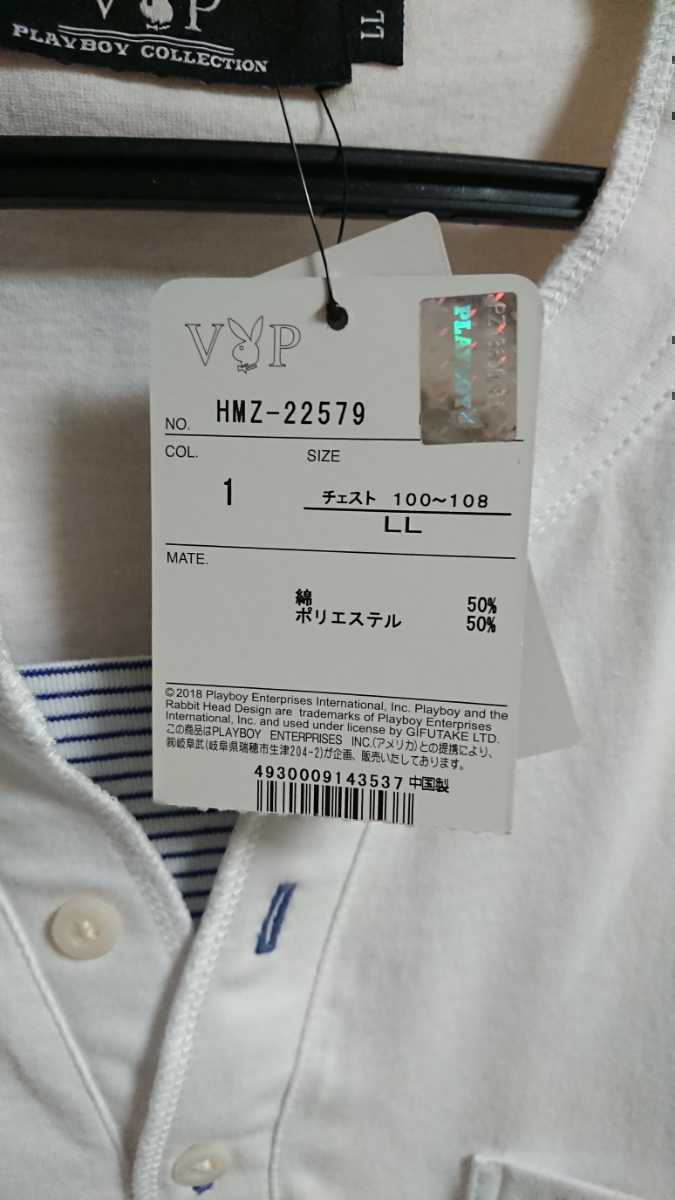 V P
PLAYBOY COLLECTION
LL
V P
PLAYBOY
NO. HMZ-22579
COL.
SIZE
1
チェスト 100～108
LL
MATE.
綿 50%
ポリエステル 50%
©2018 Playboy Enterprises International, Inc. Playboy and the
Rabbit Head Design are trademarks of Playboy Enterprises
International, Inc. and used under license by GIFUTAKE LTD.
この商品はPLAYBOY ENTERPRISES INC.(アメリカ)との提携により、
㈱岐阜武(岐阜県瑞穂市生津204-2)が企画、販売いたしております。
4930009143537 中国製